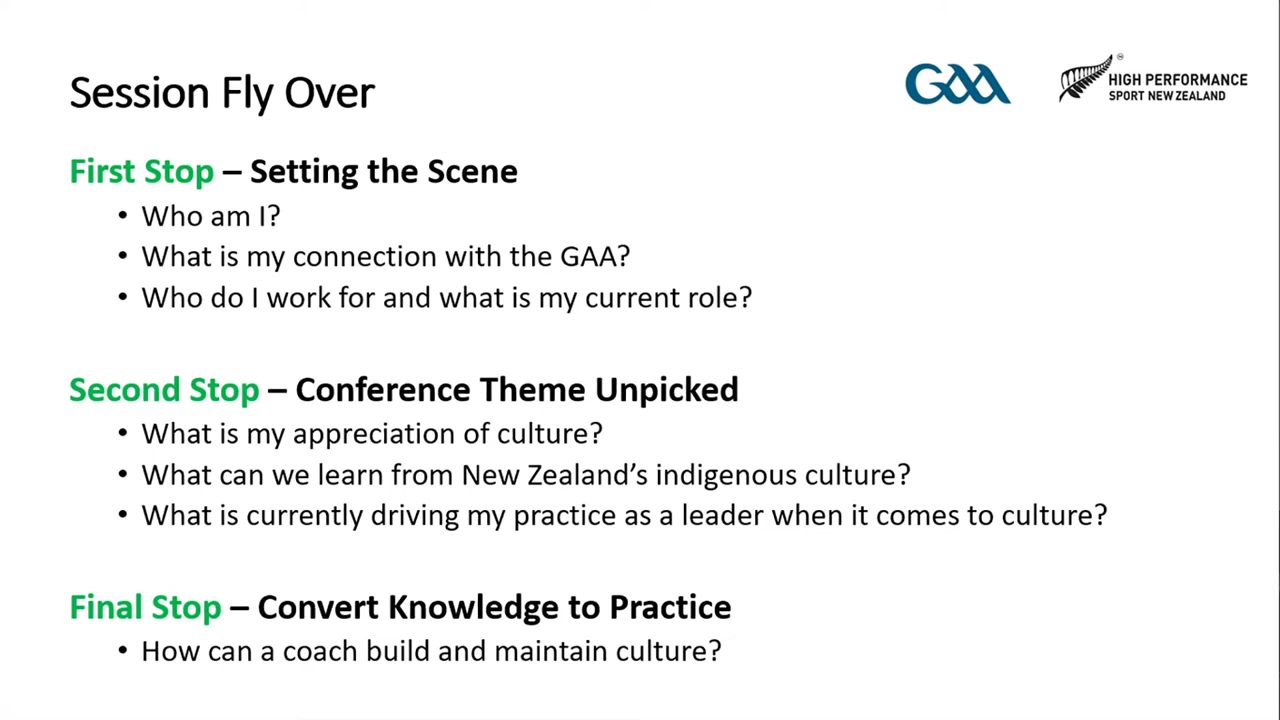 Session Fly Over
GAA
HIGH PERFORMANCE
SPORT NEW ZEALAND
First Stop – Setting the Scene
• Who am I?
• What is my connection with the GAA?
• Who do I work for and what is my current role?
Second Stop – Conference Theme Unpicked
• What is my appreciation of culture?
• What can we learn from New Zealand’s indigenous culture?
• What is currently driving my practice as a leader when it comes to culture?
Final Stop – Convert Knowledge to Practice
• How can a coach build and maintain culture?